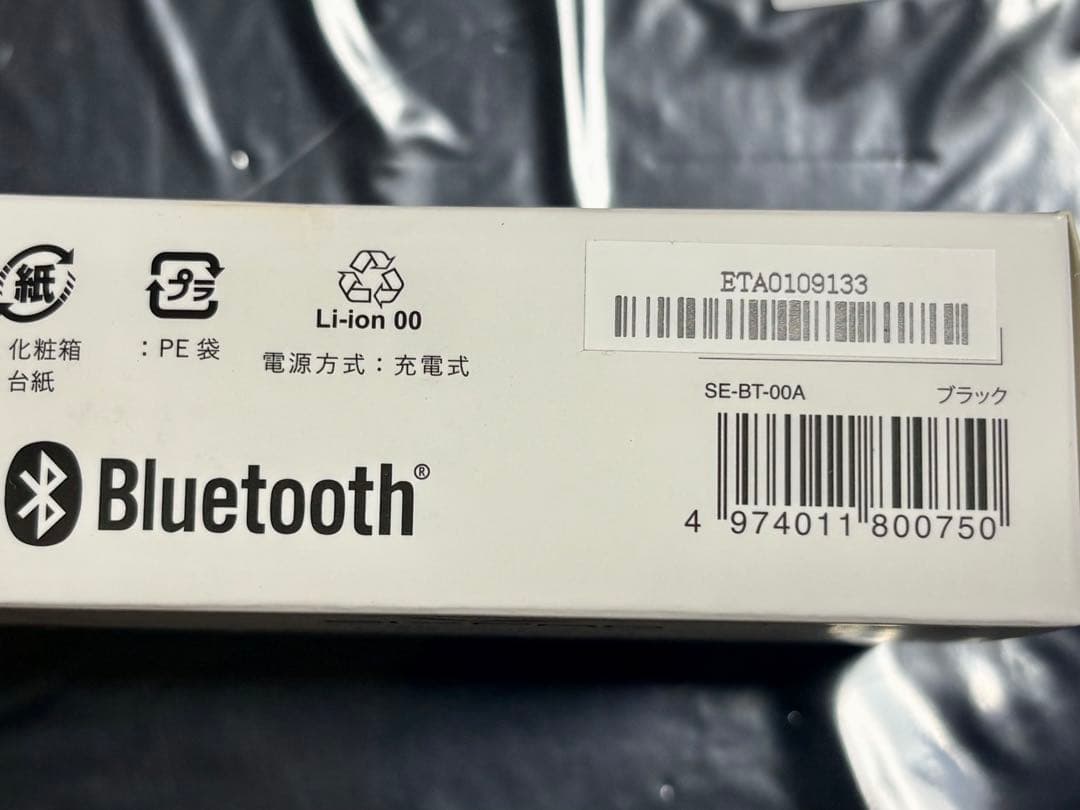 紙
化粧箱
台紙
プラ
：PE 袋
Li-ion 00
電源方式：充電式
ETA0109133
SE-BT-00A ブラック
4 974011 800750
Bluetooth®